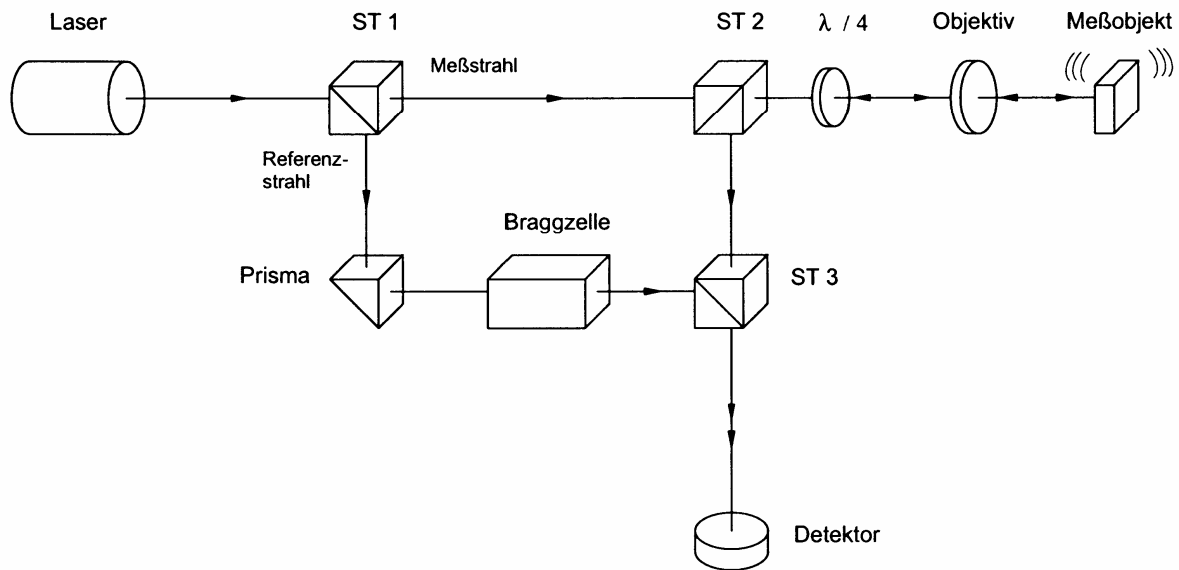 Laser
ST 1
ST 2
λ / 4
Objektiv
Meßobjekt
Meßstrahl
Referenz-
strahl
Braggzelle
Prisma
ST 3
Detektor